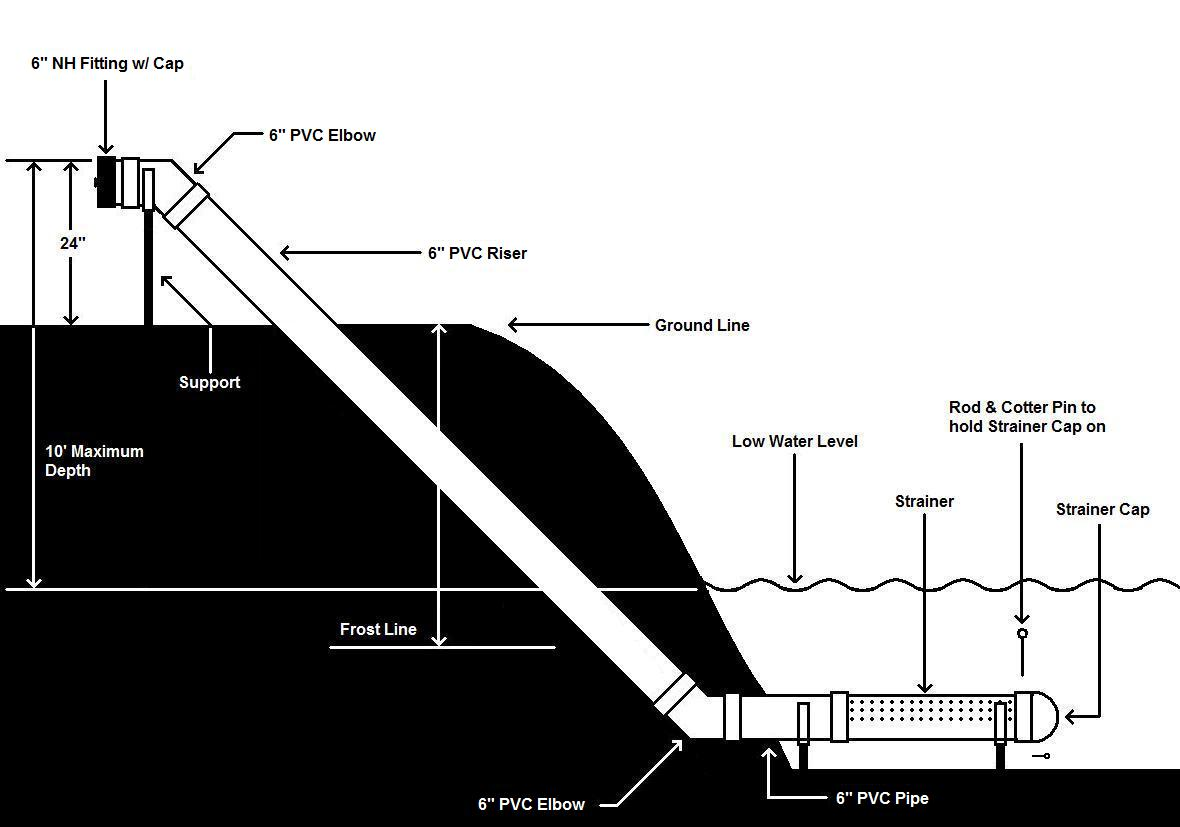 6" NH Fitting w/ Cap
6" PVC Elbow
24"
6" PVC Riser
Ground Line
Support
Rod & Cotter Pin to
hold Strainer Cap on
Low Water Level
10' Maximum
Depth
Strainer
Strainer Cap
Frost Line
6" PVC Elbow
6" PVC Pipe